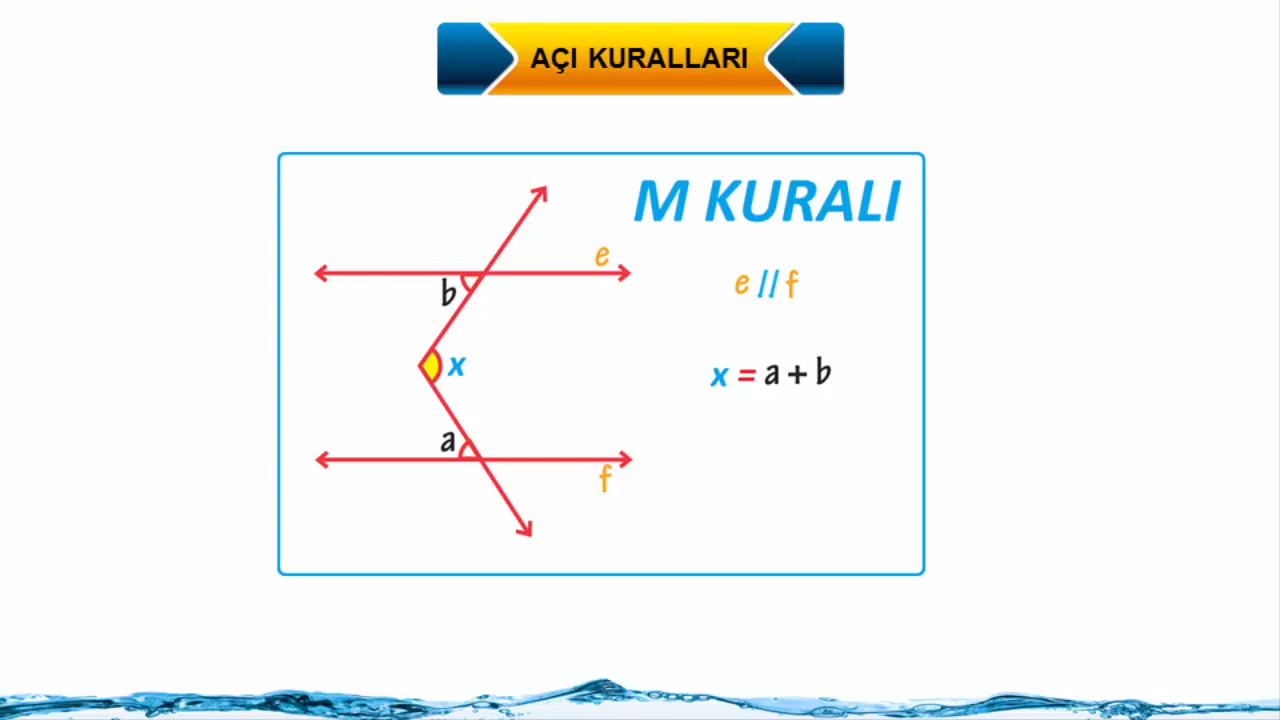 AÇI KURALLARI
M KURALI
e
e // f
b
x
x = a + b
a
f